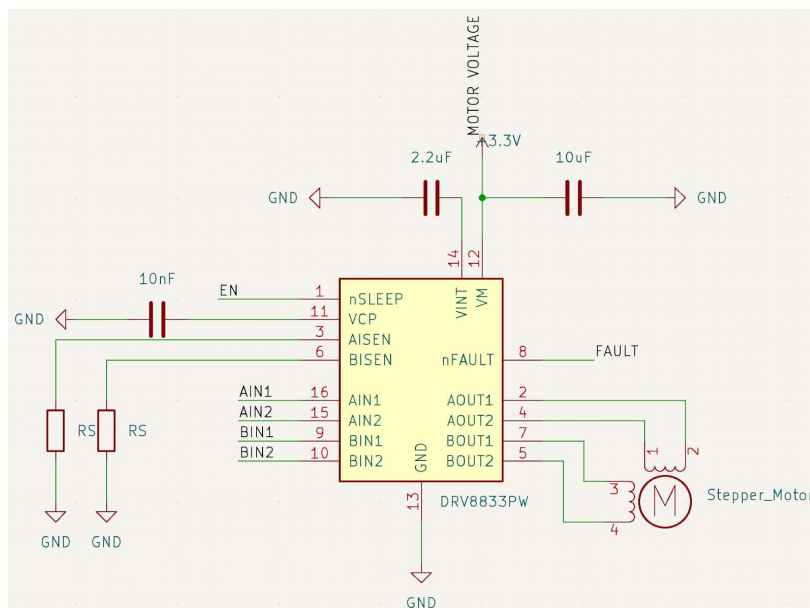 MOTOR VOLTAGE
3.3V
2.2uF
10uF
GND
GND
14
12
10nF
EN
1
nSLEEP
VINT
VM
GND
11
VCP
3
AISEN
6
BISEN
nFAULT
8
FAULT
AIN1
16
AIN1
AOUT1
2
AIN2
15
AIN2
AOUT2
4
BIN1
9
BIN1
BOUT1
7
BIN2
10
BIN2
BOUT2
5
GND
1
2
3
4
M
Stepper_Motor
RS
RS
13
DRV8833PW
GND
GND
GND